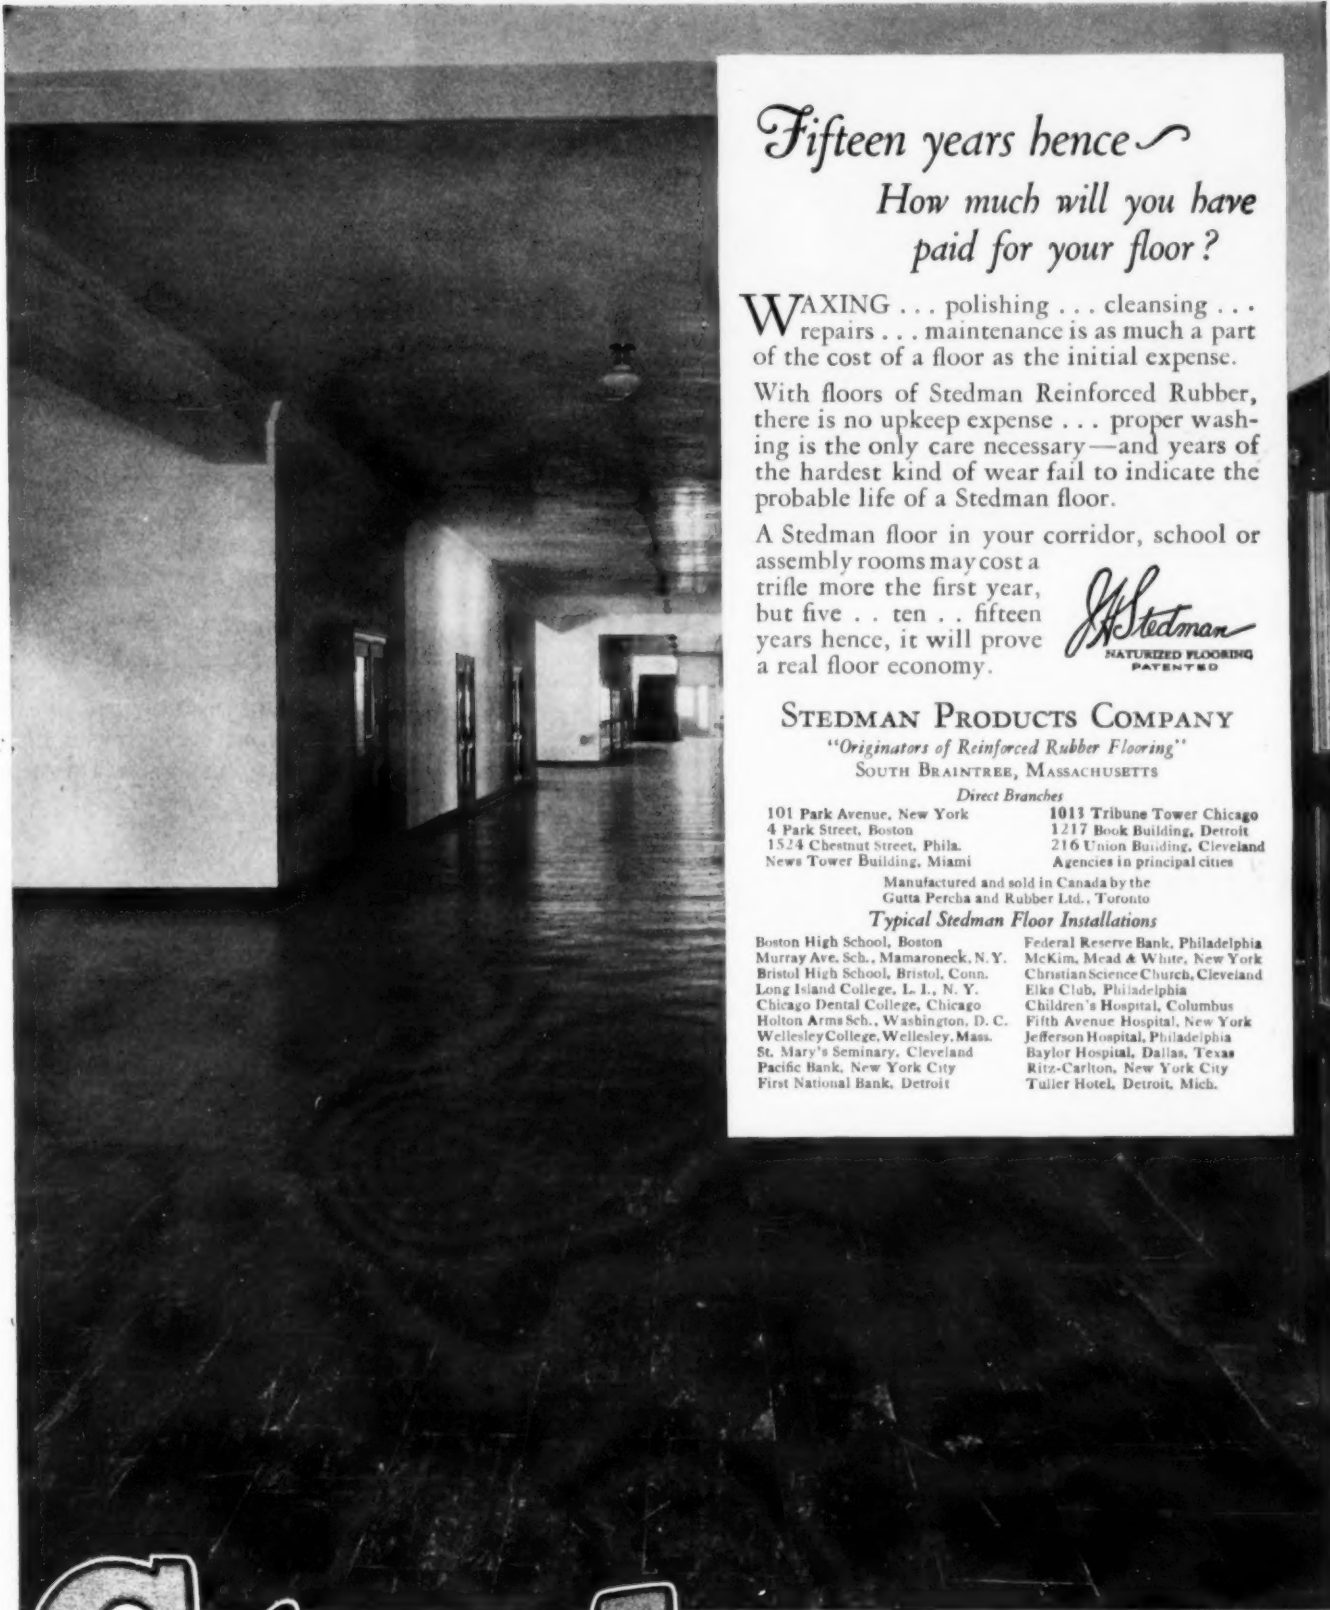 Fifteen years hence
How much will you have
paid for your floor?
WAXING . . . polishing . . . cleansing . . .
repairs . . . maintenance is as much a part
of the cost of a floor as the initial expense.
With floors of Stedman Reinforced Rubber,
there is no upkeep expense . . . proper wash-
ing is the only care necessary—and years of
the hardest kind of wear fail to indicate the
probable life of a Stedman floor.
A Stedman floor in your corridor, school or
assembly rooms may cost a
trifle more the first year,
but five . . ten . . fifteen
years hence, it will prove
a real floor economy.
JHStedman
NATURIZED FLOORING
PATENTED
STEDMAN PRODUCTS COMPANY
"Originators of Reinforced Rubber Flooring"
SOUTH BRAINTREE, MASSACHUSETTS
Direct Branches
101 Park Avenue, New York
4 Park Street, Boston
1524 Chestnut Street, Phila.
News Tower Building, Miami
1013 Tribune Tower Chicago
1217 Book Building, Detroit
216 Union Building, Cleveland
Agencies in principal cities
Manufactured and sold in Canada by the
Gutta Percha and Rubber Ltd., Toronto
Typical Stedman Floor Installations
Boston High School, Boston
Murray Ave. Sch., Mamaroneck, N. Y.
Bristol High School, Bristol, Conn.
Long Island College, L. I., N. Y.
Chicago Dental College, Chicago
Holton Arms Sch., Washington, D. C.
Wellesley College, Wellesley, Mass.
St. Mary's Seminary, Cleveland
Pacific Bank, New York City
First National Bank, Detroit
Federal Reserve Bank, Philadelphia
McKim, Mead & White, New York
Christian Science Church, Cleveland
Elks Club, Philadelphia
Children's Hospital, Columbus
Fifth Avenue Hospital, New York
Jefferson Hospital, Philadelphia
Baylor Hospital, Dallas, Texas
Ritz-Carlton, New York City
Tuller Hotel, Detroit, Mich.